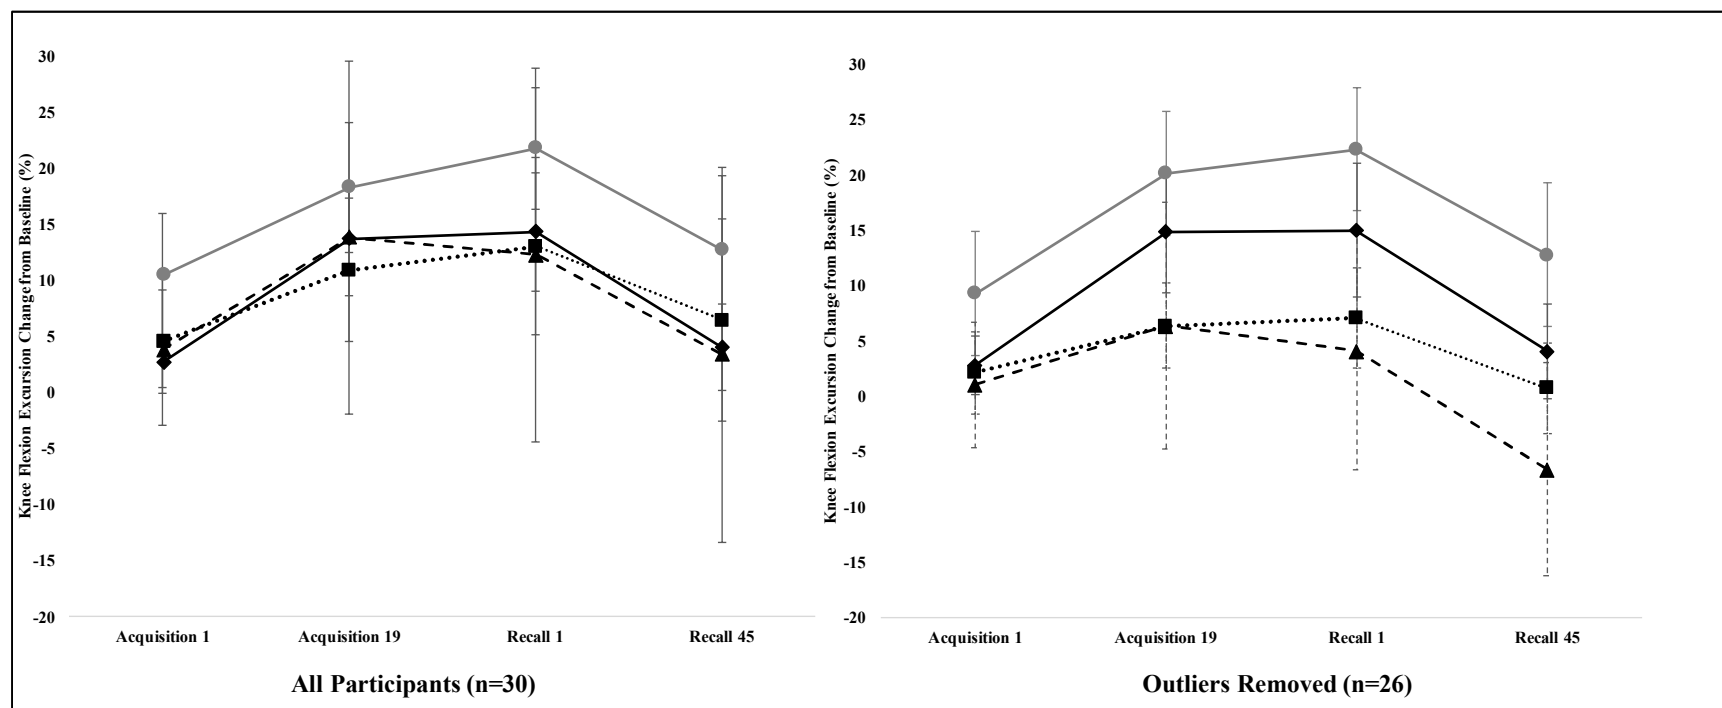 Knee Flexion Excursion Change from Baseline (%)
30
25
20
15
10
5
0
-5
-10
-15
-20
Acquisition 1
Acquisition 19
Recall 1
Recall 45
All Participants (n=30)
Knee Flexion Excursion Change from Baseline (%)
30
25
20
15
10
5
0
-5
-10
-15
-20
Acquisition 1
Acquisition 19
Recall 1
Recall 45
Outliers Removed (n=26)